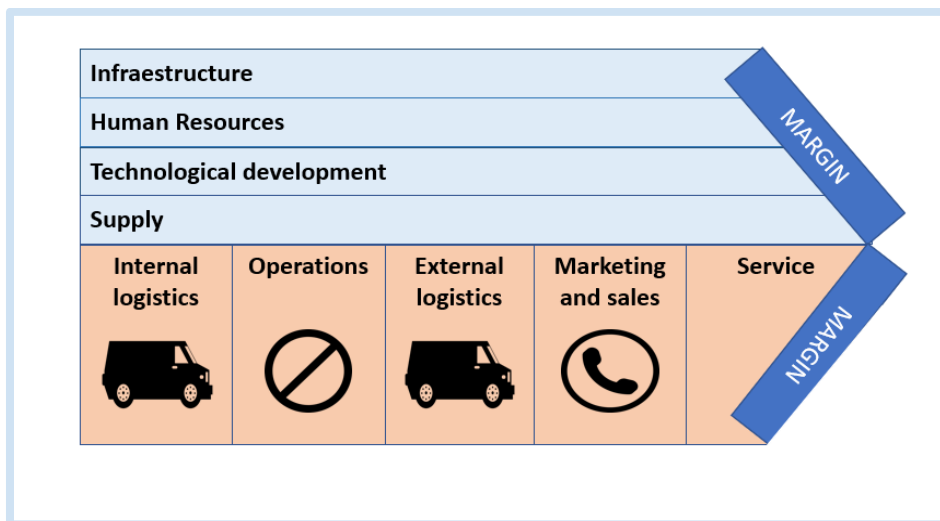 Infraestructure
Human Resources
Technological development
Supply
MARGIN
Internal
logistics
Operations
External
logistics
Marketing
and sales
Service
MARGIN